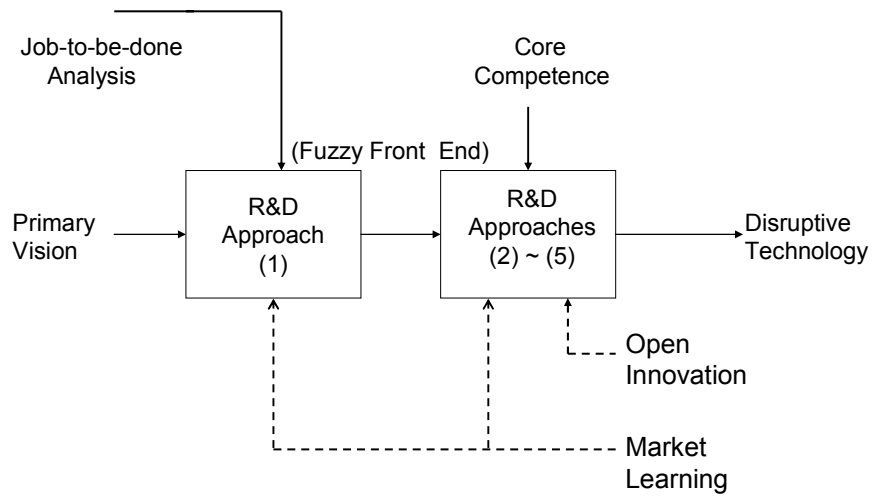 Job-to-be-done
Analysis
Core
Competence
(Fuzzy Front End)
Primary
Vision
R&D
Approach
(1)
R&D
Approaches
(2) ~ (5)
Disruptive
Technology
Open
Innovation
Market
Learning